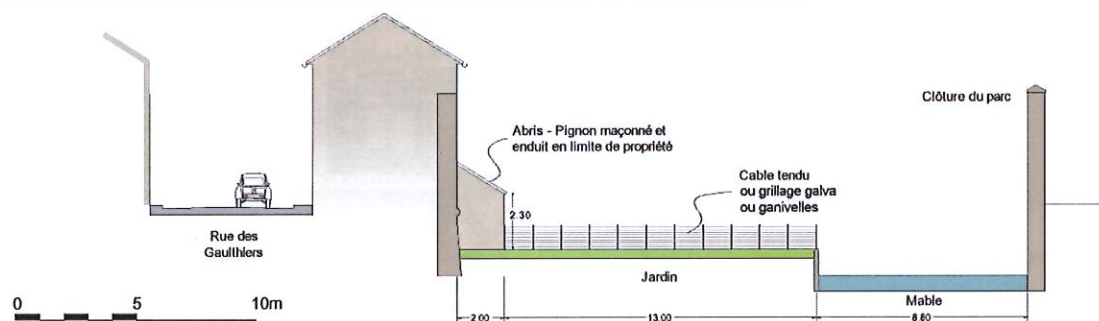 Clôture du parc
Abris - Pignon maçonné et
enduit en limite de propriété
Cable tendu
ou grillage galva
ou ganivelles
2.30
Rue des
Gaulthiers
Jardin
Mable
0 5 10m
2.00 13.00 8.80